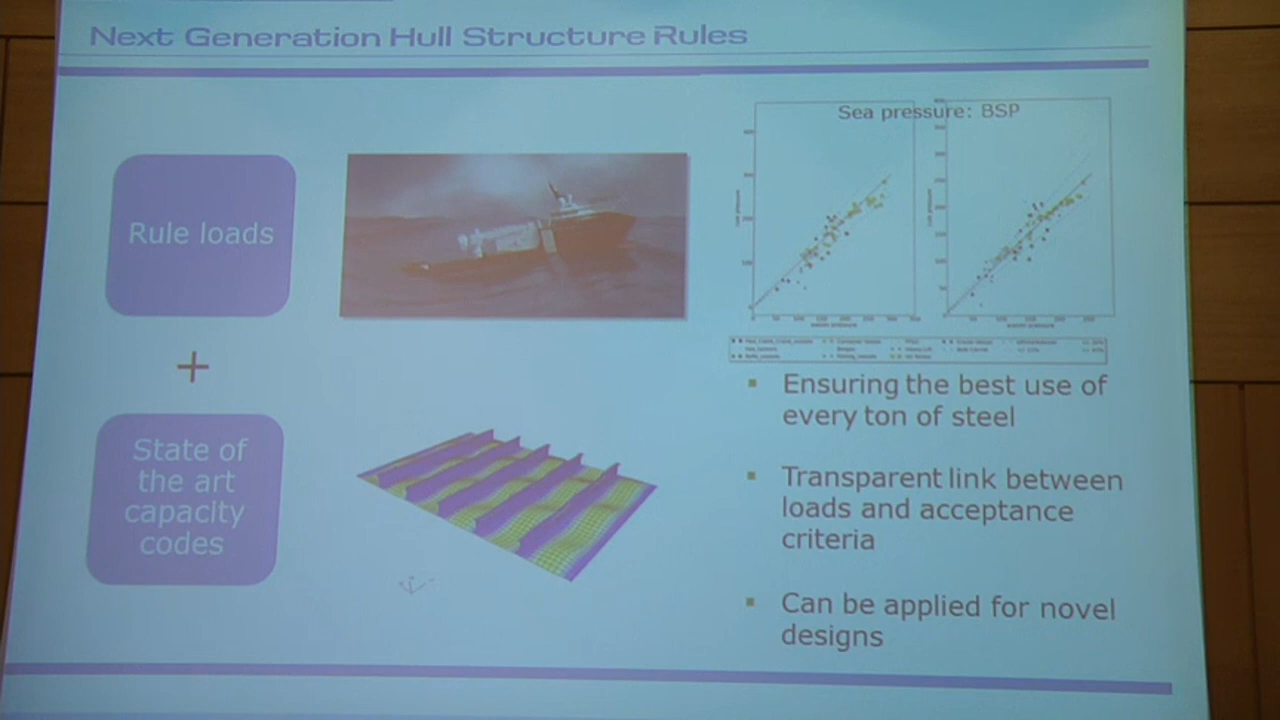 Next Generation Hull Structure Rules
Rule loads
+
State of
the art
capacity
codes
Sea pressure: BSP
Ensuring the best use of
every ton of steel
Transparent link between
loads and acceptance
criteria
Can be applied for novel
designs